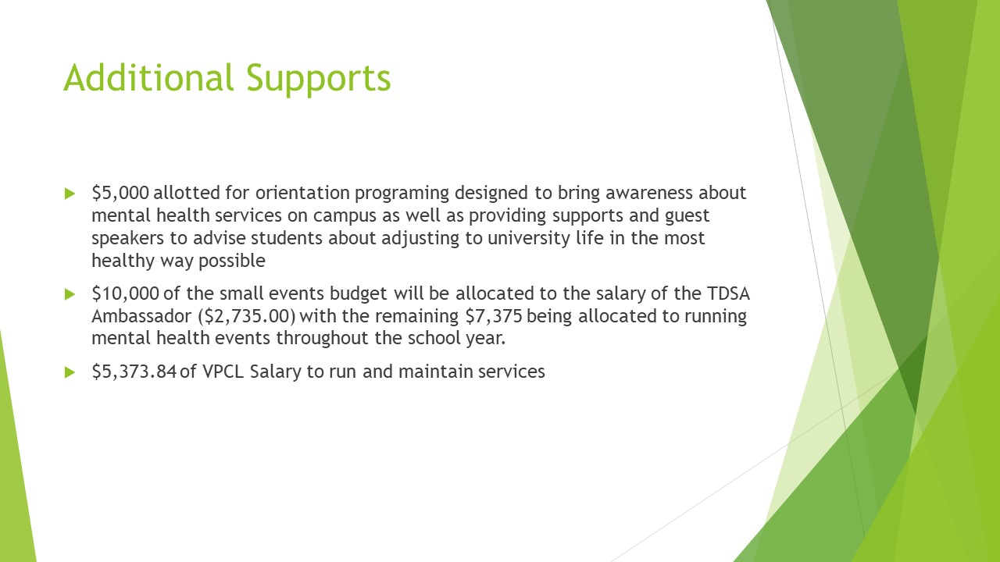 Additional Supports
$5,000 allotted for orientation programing designed to bring awareness about
mental health services on campus as well as providing supports and guest
speakers to advise students about adjusting to university life in the most
healthy way possible
$10,000 of the small events budget will be allocated to the salary of the TDSA
Ambassador ($2,735.00) with the remaining $7,375 being allocated to running
mental health events throughout the school year.
$5,373.84 of VPCL Salary to run and maintain services